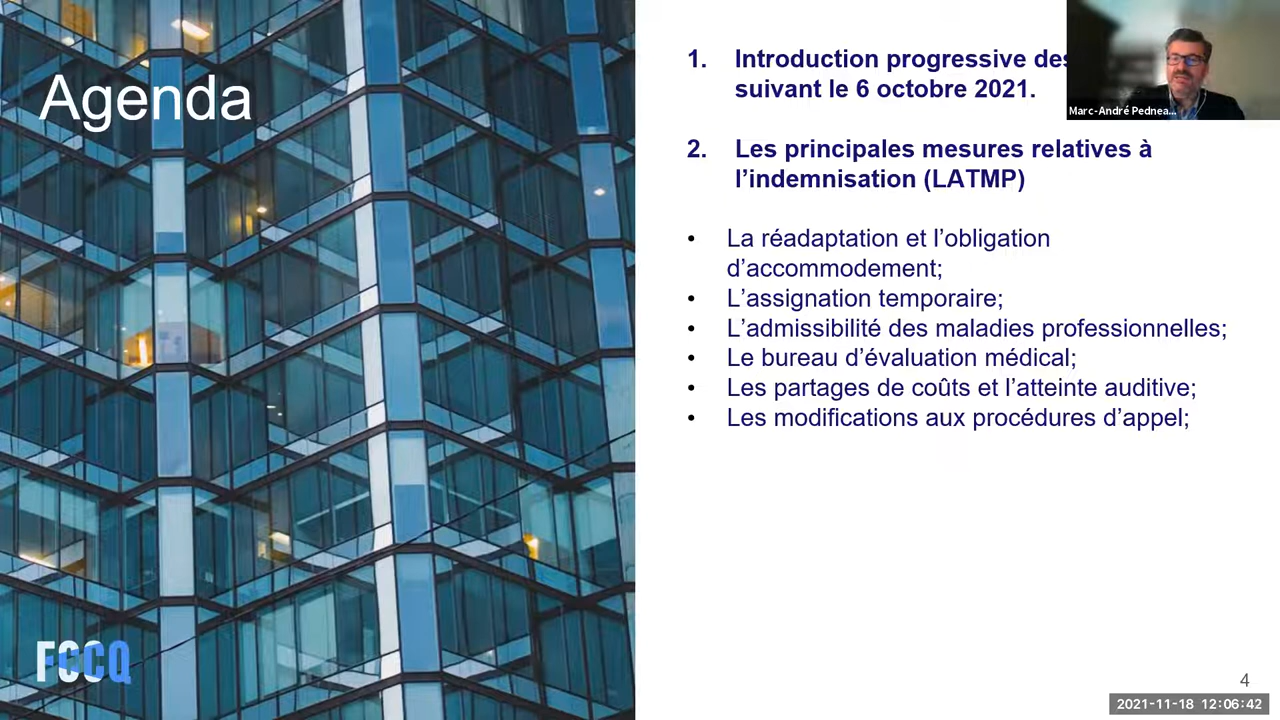 Agenda
1. Introduction progressive des
suivant le 6 octobre 2021.
Marc-André Pednea...
2. Les principales mesures relatives à
l’indemnisation (LATMP)
• La réadaptation et l’obligation
d’accommodement;
• L’assignation temporaire;
• L’admissibilité des maladies professionnelles;
• Le bureau d’évaluation médical;
• Les partages de coûts et l’atteinte auditive;
• Les modifications aux procédures d’appel;
FCCQ
4
2021-11-18 12:06:42